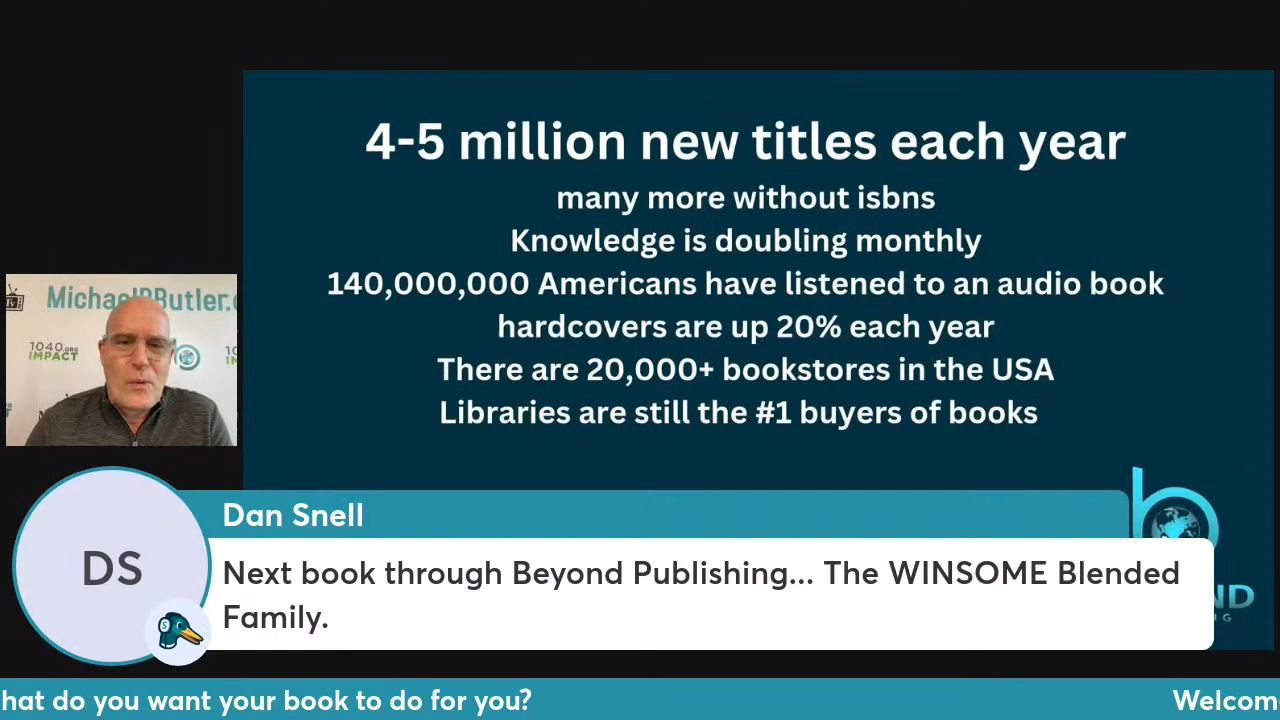 4-5 million new titles each year
many more without isbns
Knowledge is doubling monthly
140,000,000 Americans have listened to an audio book
hardcovers are up 20% each year
There are 20,000+ bookstores in the USA
Libraries are still the #1 buyers of books
1040.ORG
IMPACT
DS
Dan Snell
Next book through Beyond Publishing... The WINSOME Blended
Family.
hat do you want your book to do for you?
Welcom